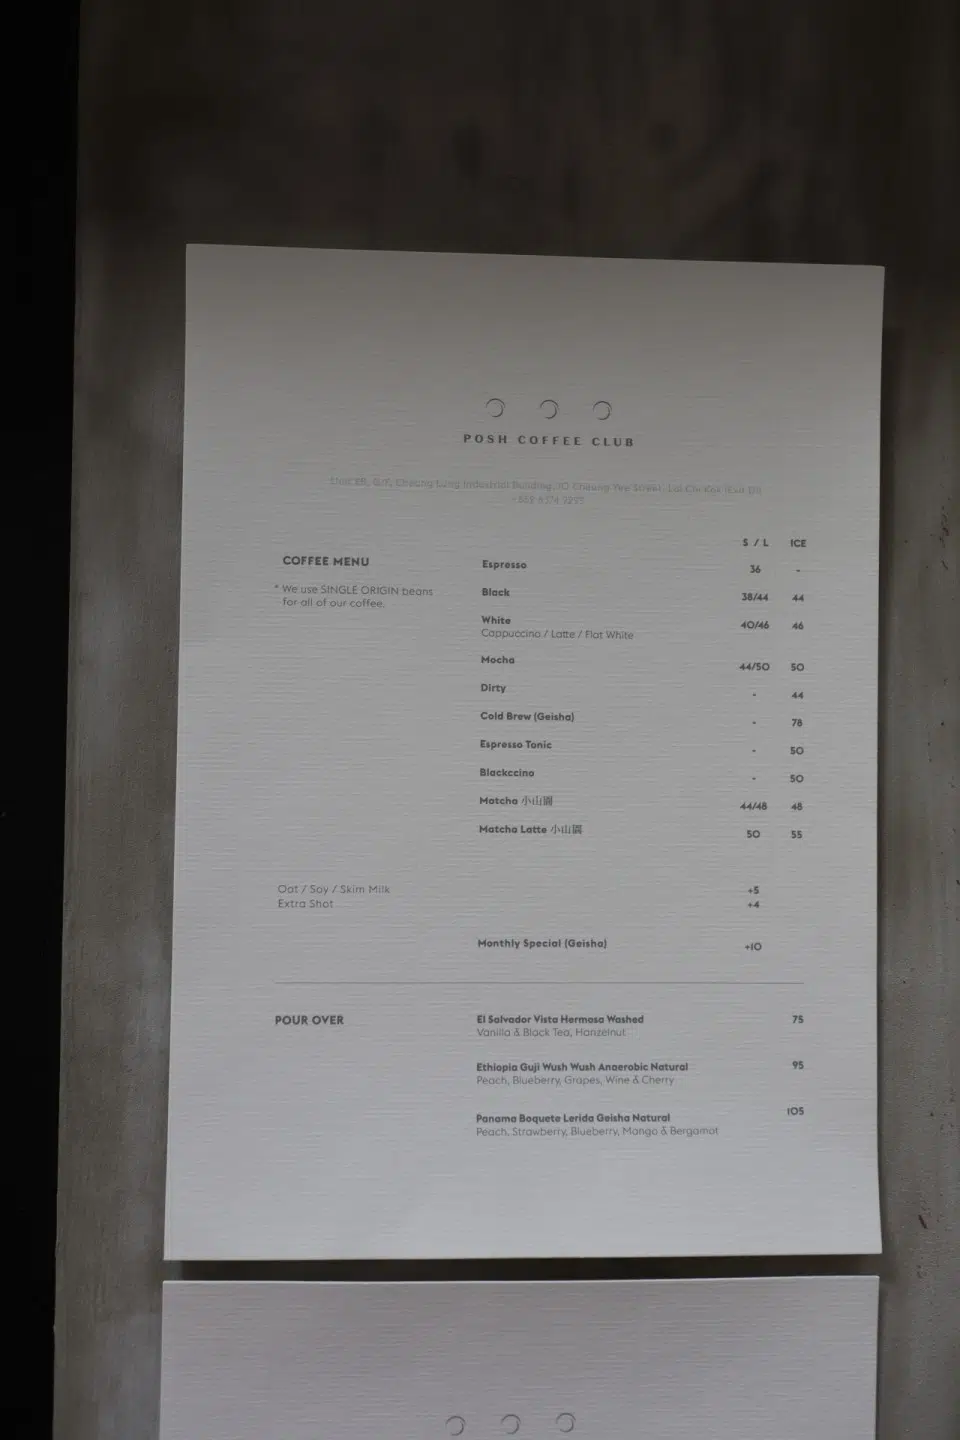 POSH COFFEE CLUB
Unit 2B, G/F, Cheung Lung Industrial Building, 10 Cheung Yee Street, Lai Chi Kok (Exit D1)
S / L ICE
COFFEE MENU
* We use SINGLE ORIGIN beans
for all of our coffee.
Espresso 36 -
Black 38/44 44
White 40/46 46
Cappuccino / Latte / Flat White
Mocha 44/50 50
Dirty - 44
Cold Brew (Geisha) - 78
Espresso Tonic - 50
Blackccino - 50
Matcha 小山園 44/48 48
Matcha Latte 小山園 50 55
Oat / Soy / Skim Milk +5
Extra Shot +4
Monthly Special (Geisha) +10
POUR OVER
El Salvador Vista Hermosa Washed 75
Vanilla & Black Tea, Hanzelnut
Ethiopia Guji Wush Wush Anaerobic Natural 95
Peach, Blueberry, Grapes, Wine & Cherry
Panama Boquete Lerida Geisha Natural 105
Peach, Strawberry, Blueberry, Mango & Bergamot